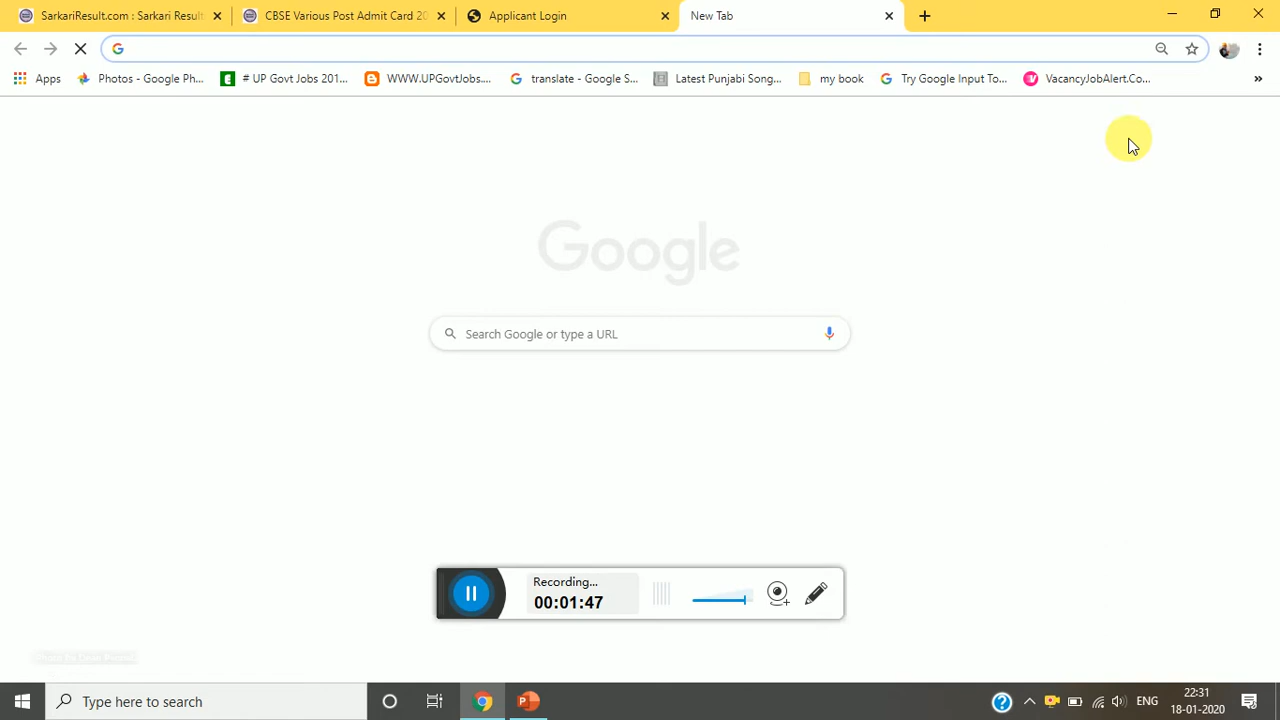 SarkariResult.com : Sarkari Result
CBSE Various Post Admit Card 20
Applicant Login
New Tab
Apps
Photos - Google Ph...
# UP Govt Jobs 201...
WWW.UPGovtJobs....
translate - Google S...
Latest Punjabi Song...
my book
Try Google Input To...
VacancyJobAlert.Co...
»
Google
Search Google or type a URL
Recording...
00:01:47
Type here to search
ENG
22:31
18-01-2020